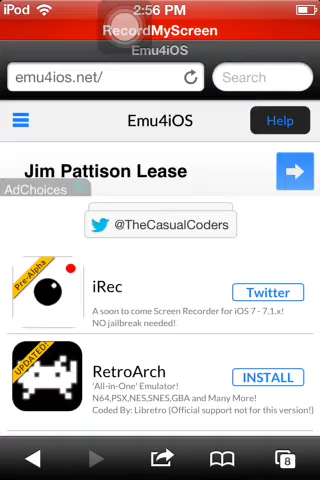 iPod 2:56 PM
RecordMyScreen
Emu4iOS
emu4ios.net/ Search
Emu4iOS Help
Jim Pattison Lease
AdChoices
@TheCasualCoders
Pre-Alpha
iRec
Twitter
A soon to come Screen Recorder for iOS 7 - 7.1.x!
NO jailbreak needed!
UPDATED!
RetroArch
INSTALL
'All-in-One' Emulator!
N64,PSX,NES,SNES,GBA and Many More!
Coded By: Libretro (Official support not for this version!)
8